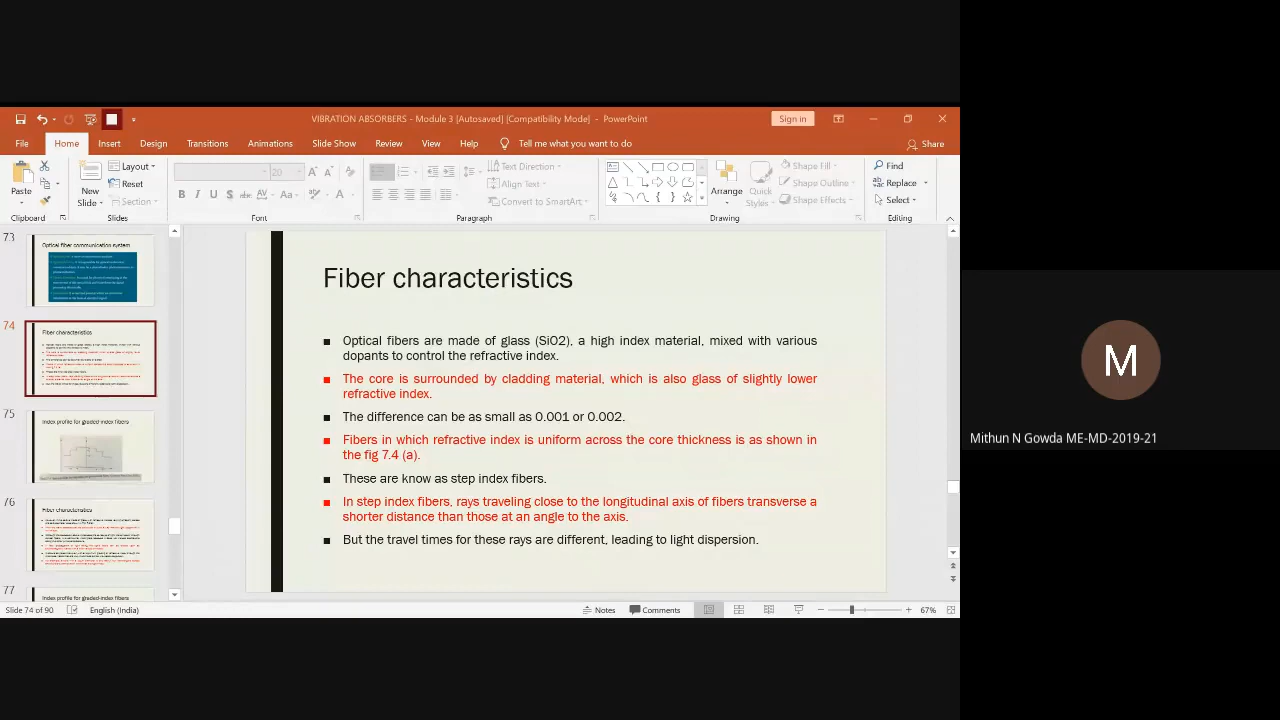 VIBRATION ABSORBERS - Module 3 [Autosaved] [Compatibility Mode] - PowerPoint
Sign in
File Home Insert Design Transitions Animations Slide Show Review View Help Tell me what you want to do
Share
Paste
New Slide
Layout
Reset
Section
20
A A A
B I U S abc AV Aa A
Text Direction
Align Text
Convert to SmartArt
Arrange
Quick Styles
Shape Fill
Shape Outline
Shape Effects
Find
Replace
Select
Clipboard Slides Font Paragraph Drawing Editing
73
Optical fiber communication system
74
Fiber characteristics
75
Index profile for graded-index fibers
76
Fiber characteristics
77
Index profile for graded-index fibers
Fiber characteristics
Optical fibers are made of glass (SiO2), a high index material, mixed with various
dopants to control the refractive index.
The core is surrounded by cladding material, which is also glass of slightly lower
refractive index.
The difference can be as small as 0.001 or 0.002.
Fibers in which refractive index is uniform across the core thickness is as shown in
the fig 7.4 (a).
These are know as step index fibers.
In step index fibers, rays traveling close to the longitudinal axis of fibers transverse a
shorter distance than those at an angle to the axis.
But the travel times for these rays are different, leading to light dispersion.
Slide 74 of 90 English (India) Notes Comments 67%
M
Mithun N Gowda ME-MD-2019-21